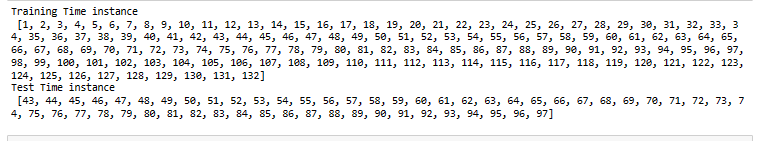 Training Time instance
[1, 2, 3, 4, 5, 6, 7, 8, 9, 10, 11, 12, 13, 14, 15, 16, 17, 18, 19, 20, 21, 22, 23, 24, 25, 26, 27, 28, 29, 30, 31, 32, 33, 3
4, 35, 36, 37, 38, 39, 40, 41, 42, 43, 44, 45, 46, 47, 48, 49, 50, 51, 52, 53, 54, 55, 56, 57, 58, 59, 60, 61, 62, 63, 64, 65,
66, 67, 68, 69, 70, 71, 72, 73, 74, 75, 76, 77, 78, 79, 80, 81, 82, 83, 84, 85, 86, 87, 88, 89, 90, 91, 92, 93, 94, 95, 96, 97,
98, 99, 100, 101, 102, 103, 104, 105, 106, 107, 108, 109, 110, 111, 112, 113, 114, 115, 116, 117, 118, 119, 120, 121, 122, 123,
124, 125, 126, 127, 128, 129, 130, 131, 132]
Test Time instance
[43, 44, 45, 46, 47, 48, 49, 50, 51, 52, 53, 54, 55, 56, 57, 58, 59, 60, 61, 62, 63, 64, 65, 66, 67, 68, 69, 70, 71, 72, 73, 7
4, 75, 76, 77, 78, 79, 80, 81, 82, 83, 84, 85, 86, 87, 88, 89, 90, 91, 92, 93, 94, 95, 96, 97]